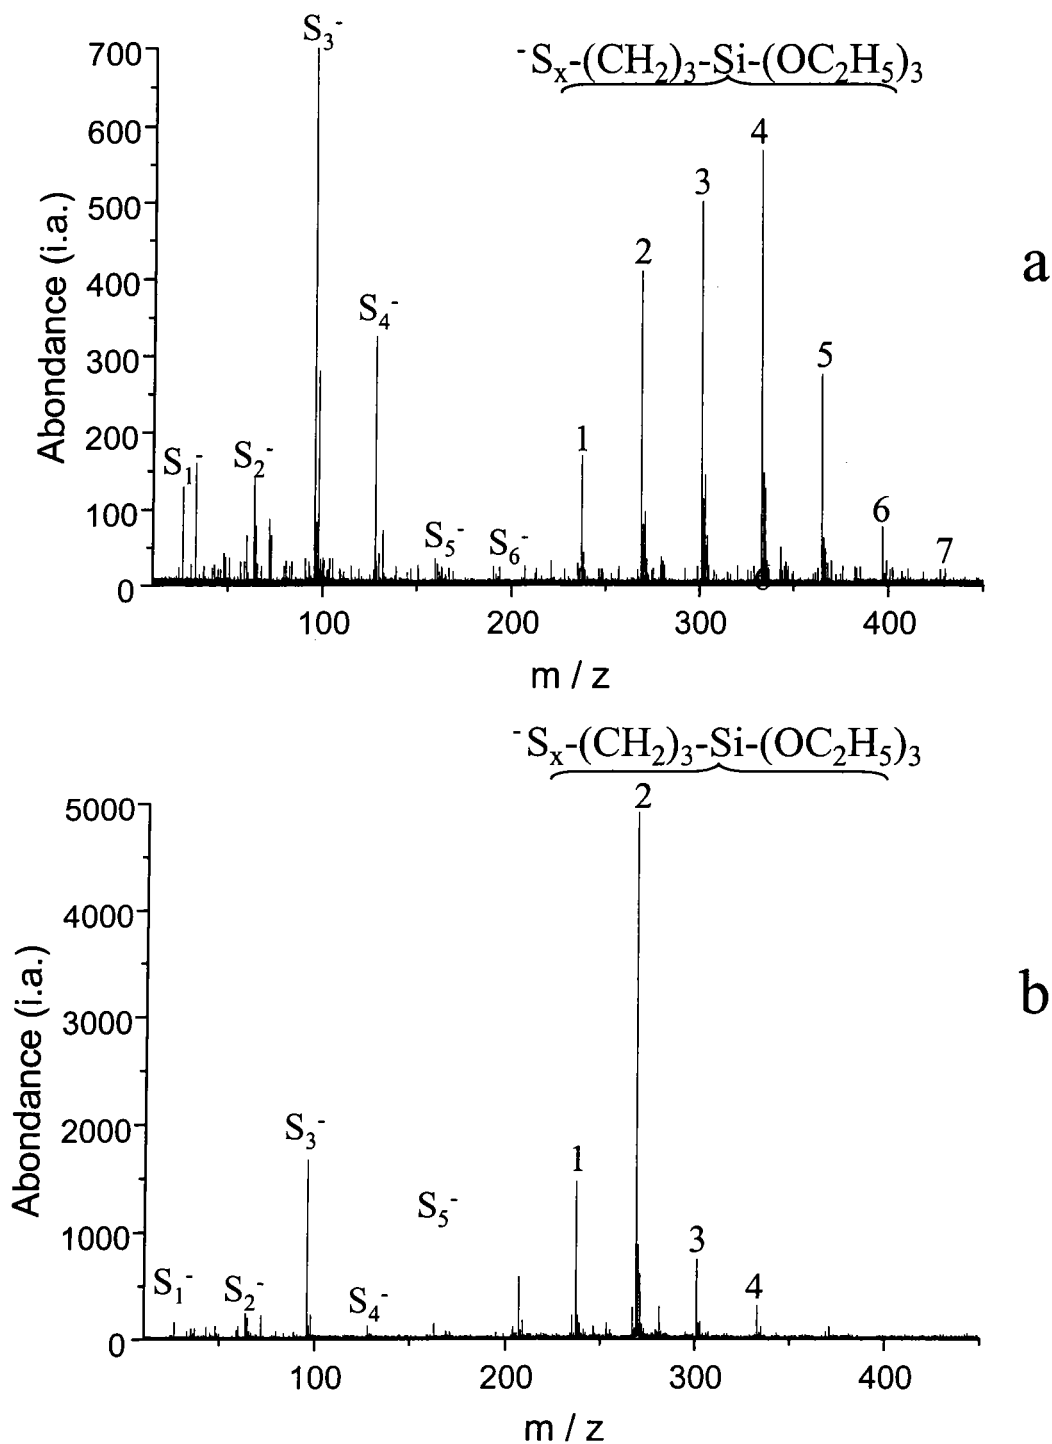 S₃⁻
⁻Sₓ-(CH₂)₃-Si-(OC₂H₅)₃
700
600
500
400
300
200
100
0
Abondance (i.a.)
S₁⁻
S₂⁻
S₄⁻
S₅⁻
S₆⁻
1
2
3
4
5
6
7
a
100
200
300
400
m / z
⁻Sₓ-(CH₂)₃-Si-(OC₂H₅)₃
5000
4000
3000
2000
1000
0
Abondance (i.a.)
S₁⁻
S₂⁻
S₃⁻
S₄⁻
S₅⁻
1
2
3
4
b
100
200
300
400
m / z